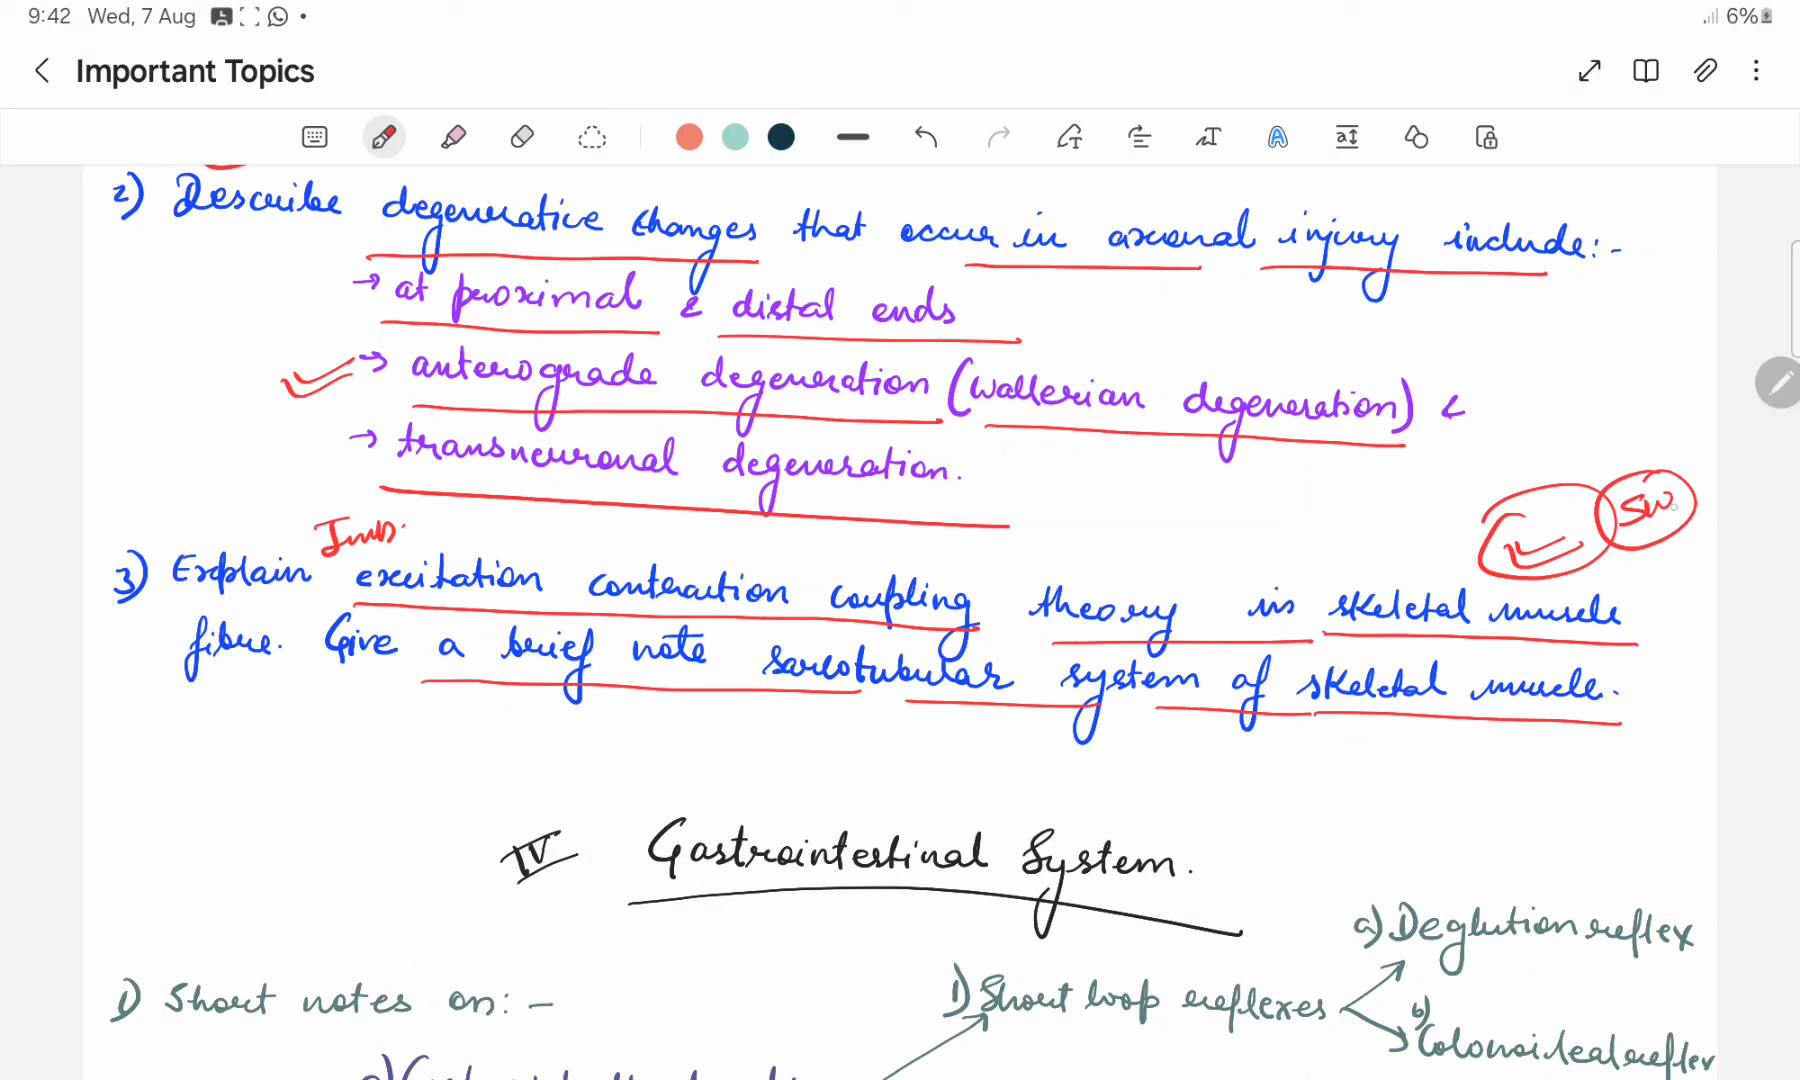 9:42 Wed, 7 Aug
6%
Important Topics
2) Describe degenerative changes that occur in axonal injury include:-
→ at proximal & distal ends
→ anterograde degeneration (wallerian degeneration) &
→ transneuronal degeneration.
SW
3) Explain excitation contraction coupling theory in skeletal muscle
fibre. Give a brief note sarcotubular system of skeletal muscle.
IV Gastrointestinal System.
a) Deglution reflex
1) Short notes on: -
1) Short loop reflexes
b) Colonoileal reflex